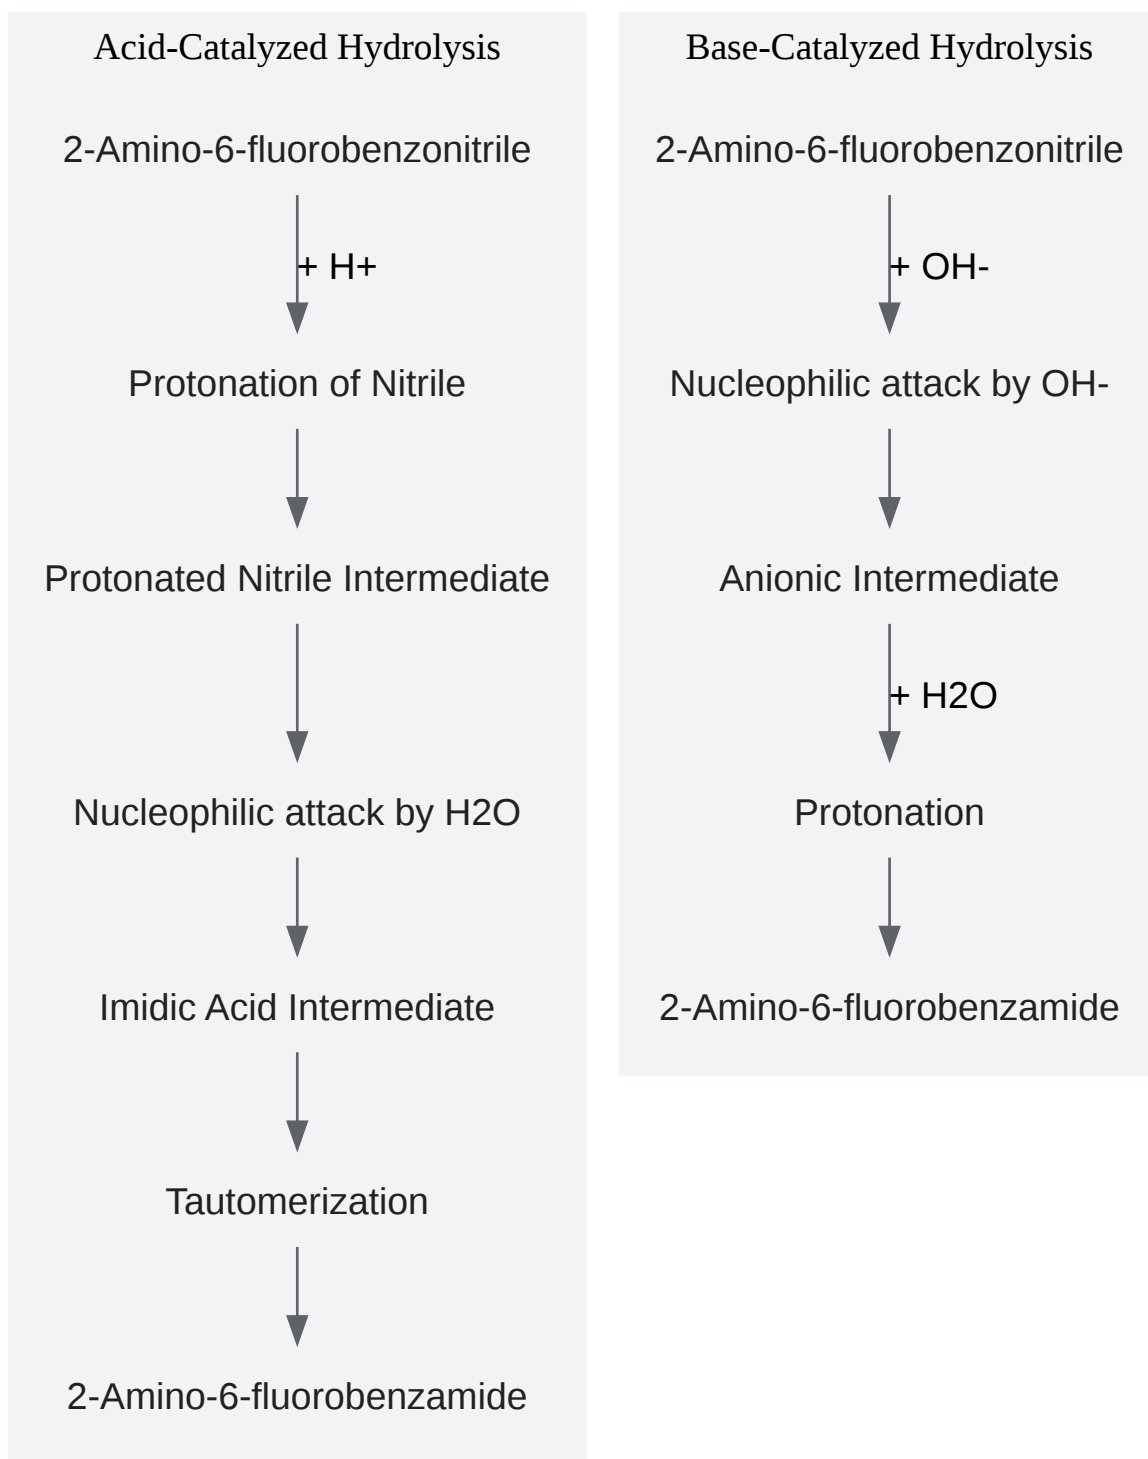 Acid-Catalyzed Hydrolysis
2-Amino-6-fluorobenzonitrile
+ H+
Protonation of Nitrile
Protonated Nitrile Intermediate
Nucleophilic attack by H2O
Imidic Acid Intermediate
Tautomerization
2-Amino-6-fluorobenzamide
Base-Catalyzed Hydrolysis
2-Amino-6-fluorobenzonitrile
+ OH-
Nucleophilic attack by OH-
Anionic Intermediate
+ H2O
Protonation
2-Amino-6-fluorobenzamide